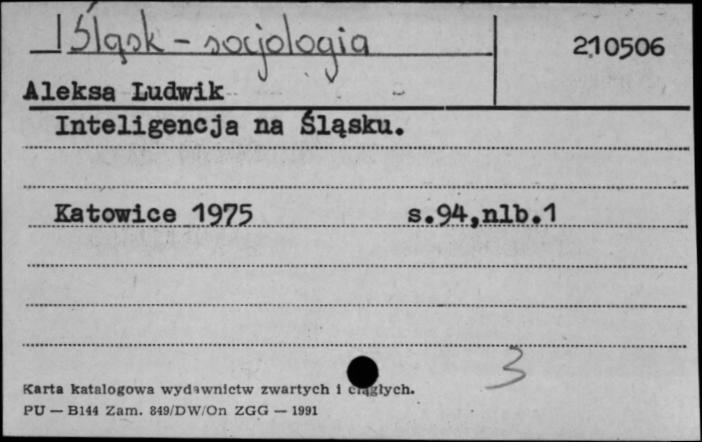 Śląsk - socjologia 210506
Aleksa Ludwik
Inteligencja na Śląsku.
Katowice 1975 s.94,nlb.1
3
Karta katalogowa wydawnictw zwartych i ciągłych.
PU — B144 Zam. 849/DW/On ZGG — 1991